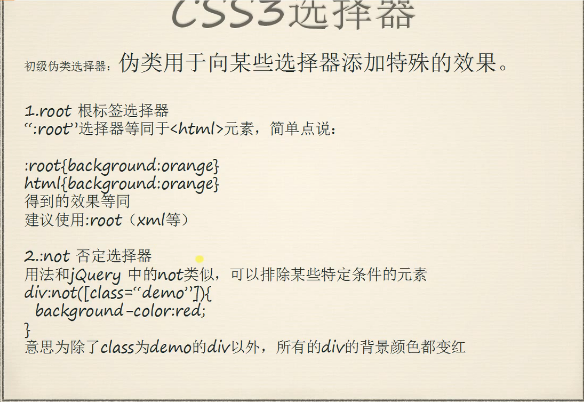 CSS3选择器
初级伪类选择器：伪类用于向某些选择器添加特殊的效果。
1.root 根标签选择器
“:root”选择器等同于<html>元素，简单点说：
:root{background:orange}
html{background:orange}
得到的效果等同
建议使用:root（xml等）
2.:not 否定选择器
用法和jQuery 中的not类似，可以排除某些特定条件的元素
div:not([class=“demo”]){
background-color:red;
}
意思为除了class为demo的div以外，所有的div的背景颜色都变红